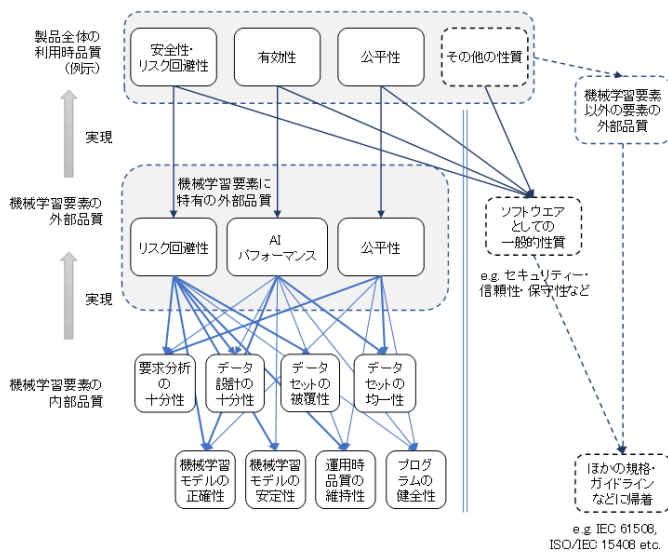 製品全体の
利用時品質
(例示)
安全性・
リスク回避性
有効性
公平性
その他の性質
機械学習要素
以外の要素の
外部品質
実現
機械学習要素の
外部品質
機械学習要素に
特有の外部品質
リスク回避性
AI
パフォーマンス
公平性
ソフトウエア
としての
一般的性質
e.g. セキュリティー・
信頼性・保守性など
実現
機械学習要素の
内部品質
要求分析
の
十分性
データ
設計の
十分性
データ
セットの
被覆性
データ
セットの
均一性
機械学習
モデルの
正確性
機械学習
モデルの
安定性
運用時
品質の
維持性
プログ
ラムの
健全性
ほかの規格・
ガイドライン
などに帰着
e.g. IEC 61508,
ISO/IEC 15408 etc.